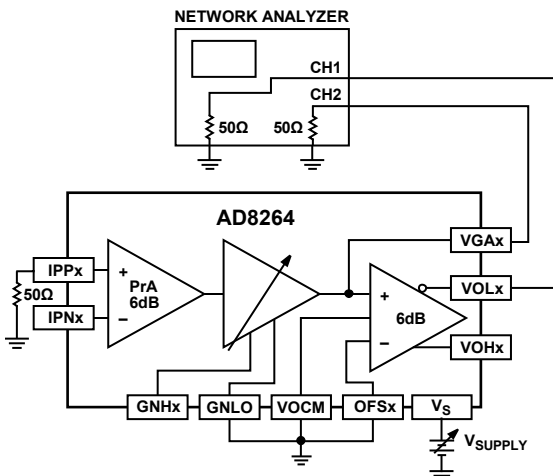 NETWORK ANALYZER
CH1
CH2
50Ω
50Ω
AD8264
VGAx
IPPx
PrA
6dB
+
−
+
−
6dB
VOLx
50Ω
IPNx
VOHx
GNHx
GNLO
VOCM
OFSx
VS
VSUPPLY